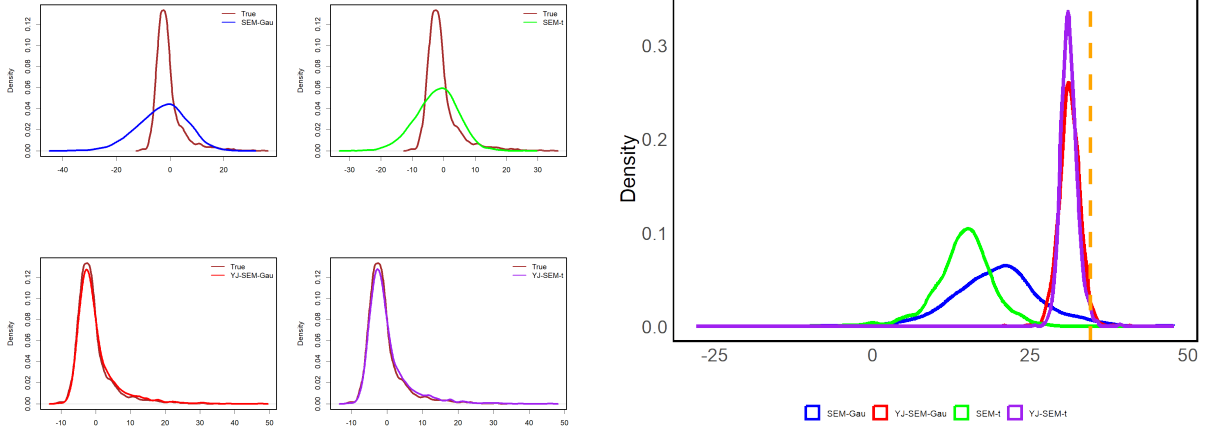 True
SEM-Gau
Density
0.00 0.02 0.04 0.06 0.08 0.10 0.12
-40 -20 0 20
True
SEM-t
Density
0.00 0.02 0.04 0.06 0.08 0.10 0.12
-30 -20 -10 0 10 20 30
True
YJ-SEM-Gau
Density
0.00 0.02 0.04 0.06 0.08 0.10 0.12
-10 0 10 20 30 40 50
True
YJ-SEM-t
Density
0.00 0.02 0.04 0.06 0.08 0.10 0.12
-10 0 10 20 30 40 50
Density
0.3
0.2
0.1
0.0
-25 0 25 50
SEM-Gau YJ-SEM-Gau SEM-t YJ-SEM-t